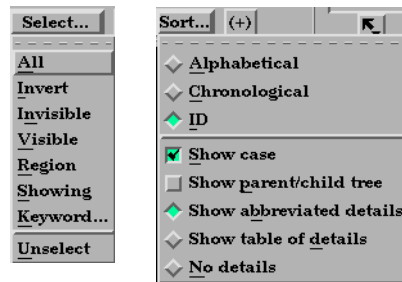 Select...
All
Invert
Invisible
Visible
Region
Showing
Keyword...
Unselect
Sort... (+)
Alphabetical
Chronological
ID
Show case
Show parent/child tree
Show abbreviated details
Show table of details
No details